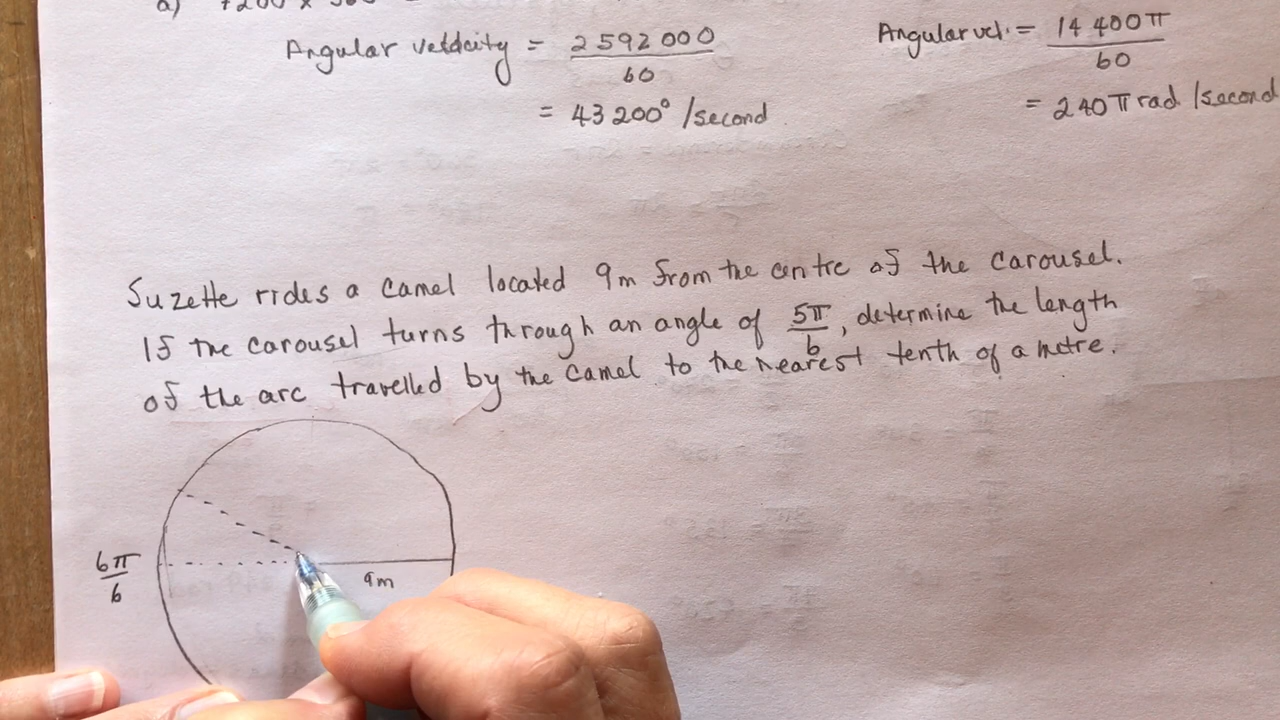 a) 7200 x 360
Angular velocity = 2 592 000 / 60
= 43 200° /second
Angular vel. = 14 400π / 60
= 240π rad /second
Suzette rides a camel located 9m from the centre of the carousel.
If the carousel turns through an angle of 5π/6, determine the length
of the arc travelled by the camel to the nearest tenth of a metre.
6π/6
9m